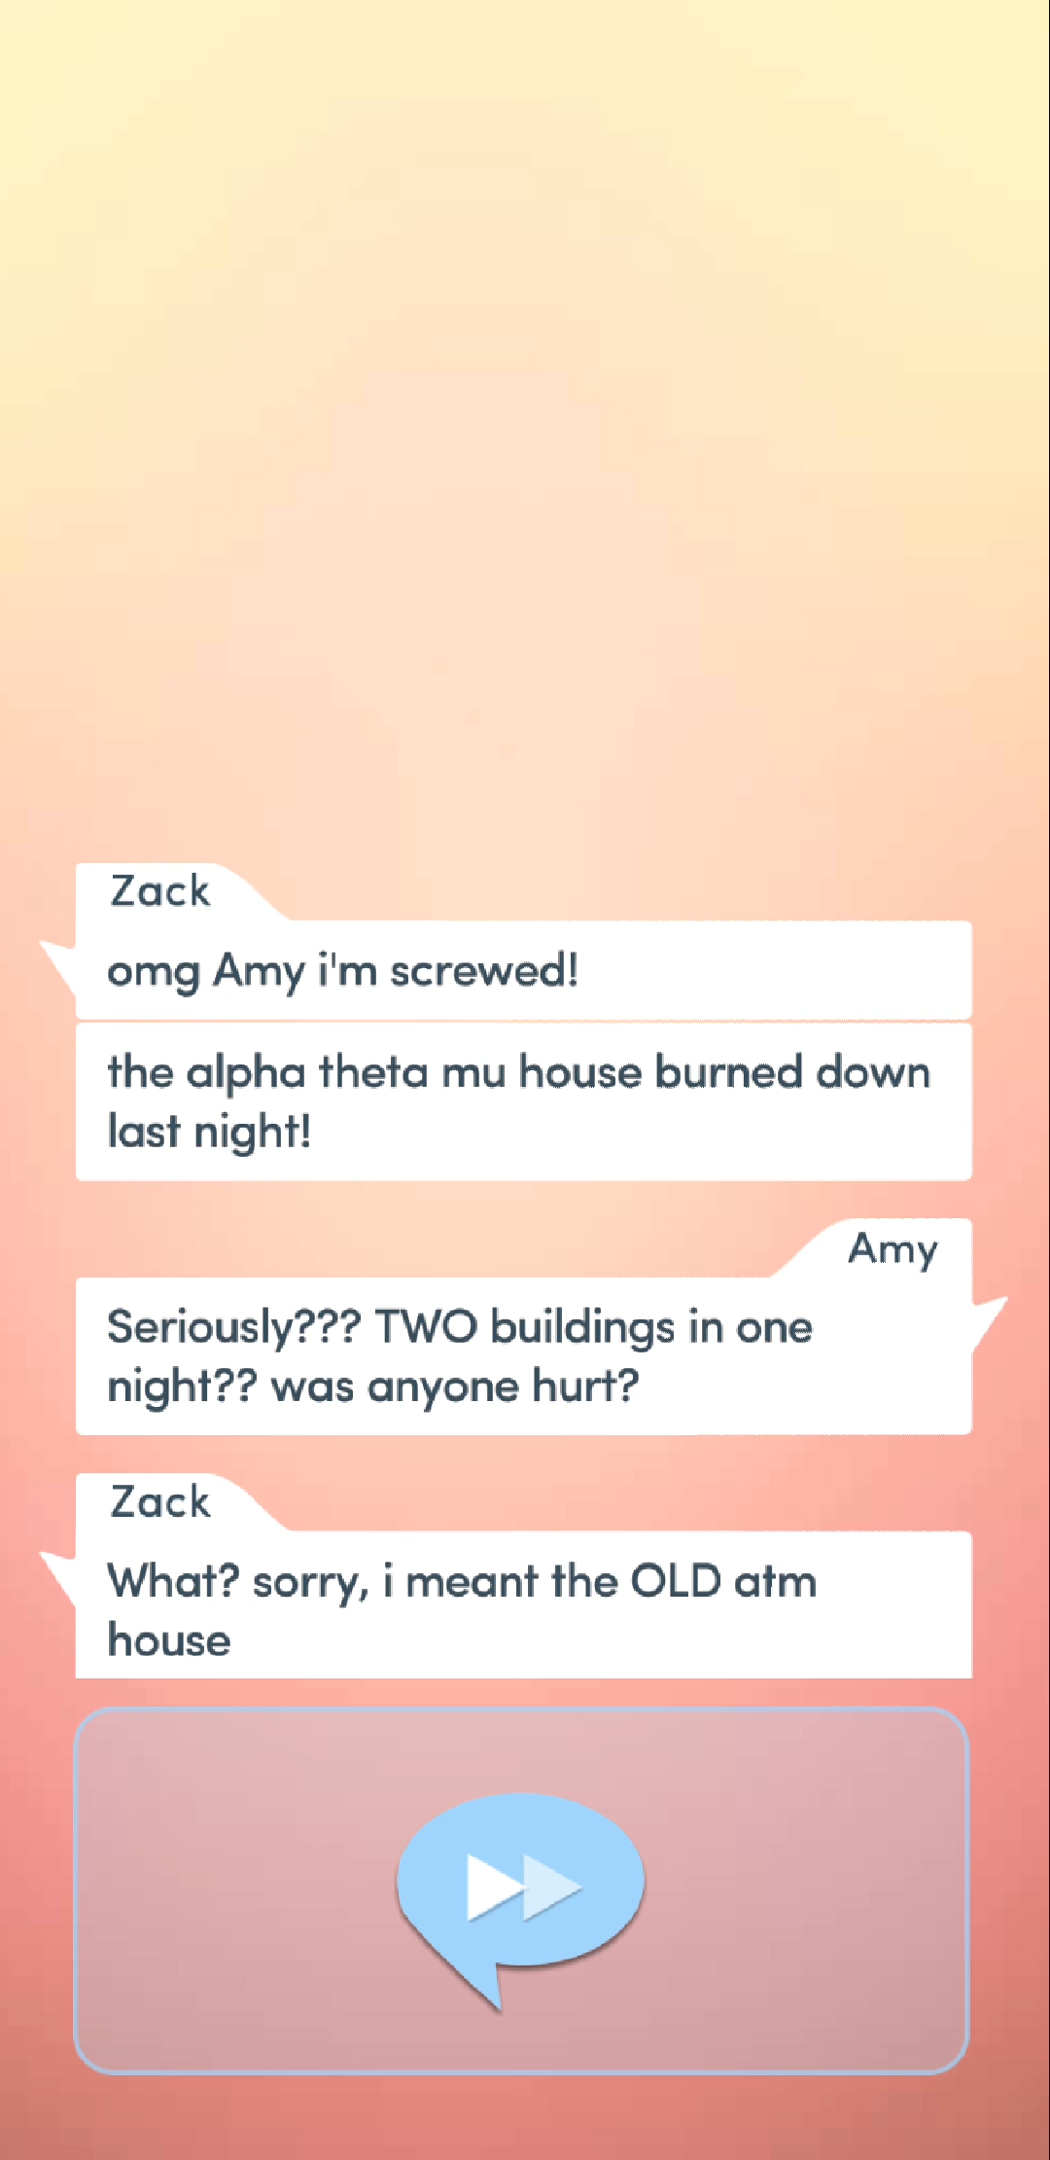 Zack
omg Amy i'm screwed!
the alpha theta mu house burned down
last night!
Amy
Seriously??? TWO buildings in one
night?? was anyone hurt?
Zack
What? sorry, i meant the OLD atm
house